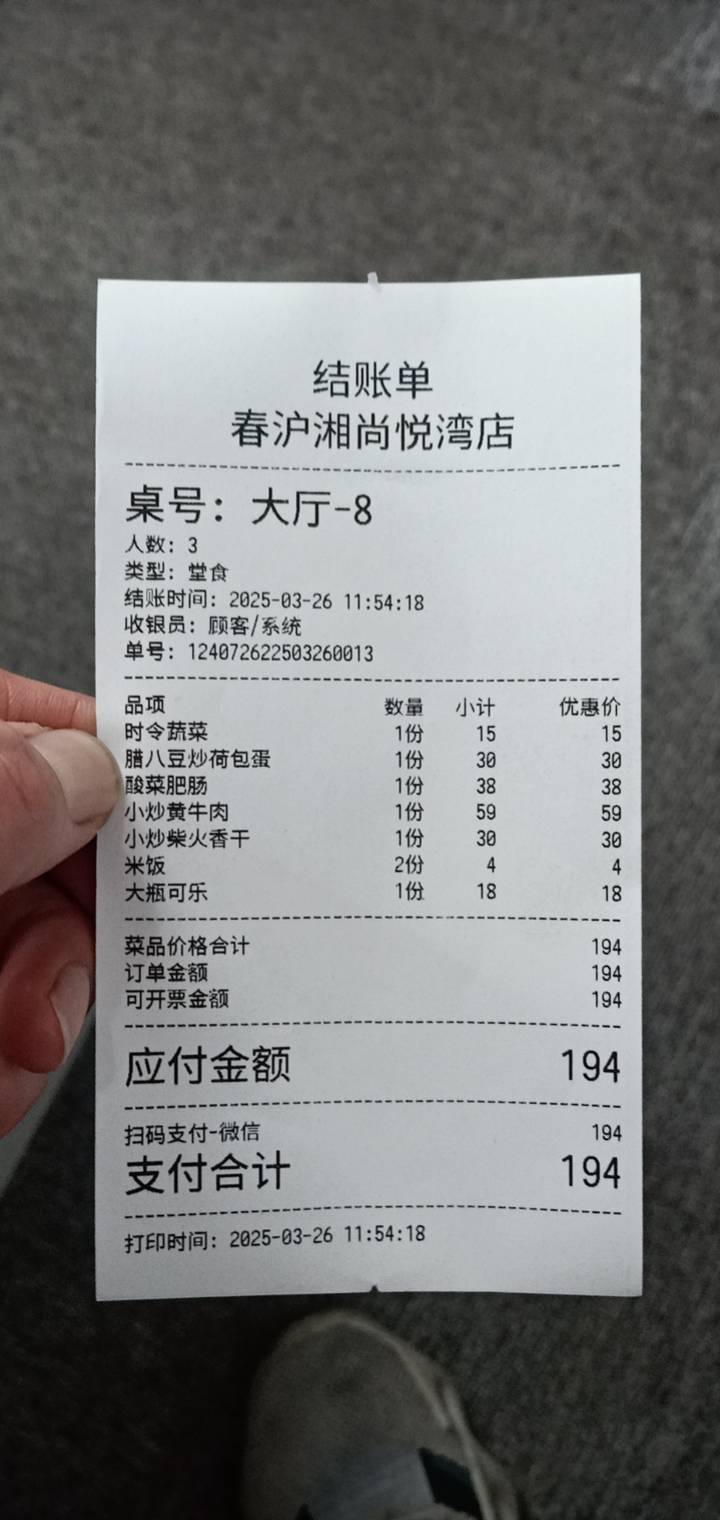 结账单
春沪湘尚悦湾店
桌号: 大厅-8
人数: 3
类型: 堂食
结账时间: 2025-03-26 11:54:18
收银员: 顾客/系统
单号: 124072622503260013
品项 数量 小计 优惠价
时令蔬菜 1份 15 15
腊八豆炒荷包蛋 1份 30 30
酸菜肥肠 1份 38 38
小炒黄牛肉 1份 59 59
小炒柴火香干 1份 30 30
米饭 2份 4 4
大瓶可乐 1份 18 18
菜品价格合计 194
订单金额 194
可开票金额 194
应付金额 194
扫码支付-微信 194
支付合计 194
打印时间: 2025-03-26 11:54:18